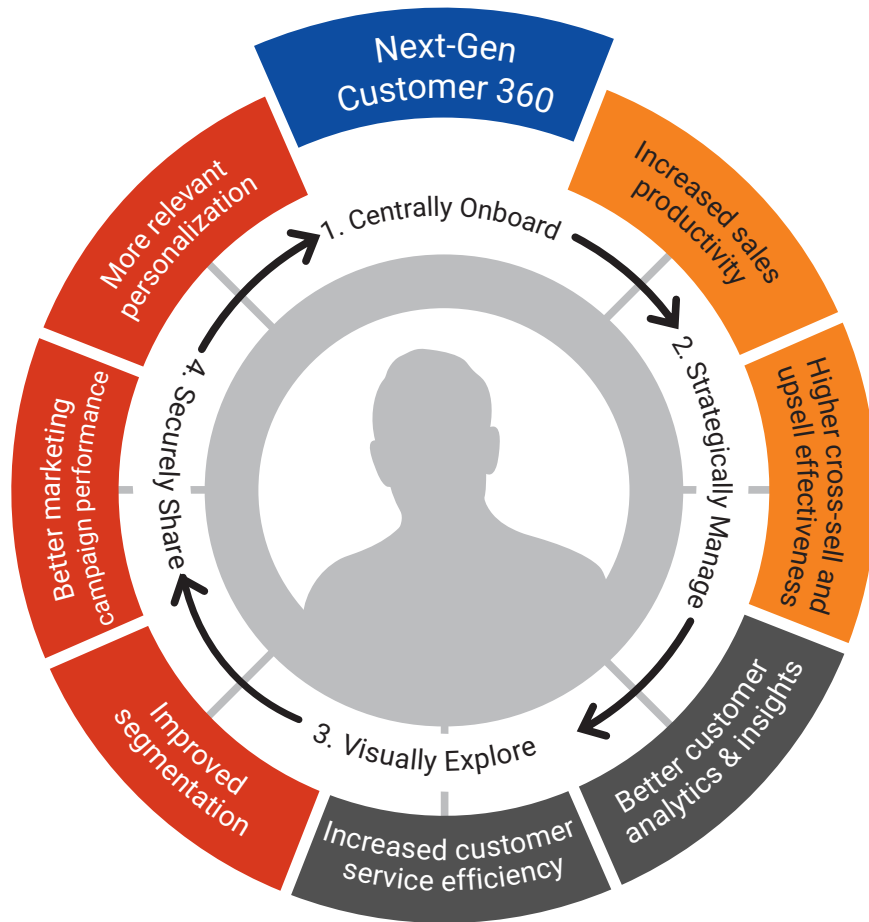 Next-Gen
Customer 360
Increased sales
productivity
Higher cross-sell and
upsell effectiveness
Better customer
analytics & insights
Increased customer
service efficiency
Improved
segmentation
Better marketing
campaign performance
More relevant
personalization
1. Centrally Onboard
2. Strategically Manage
3. Visually Explore
4. Securely Share